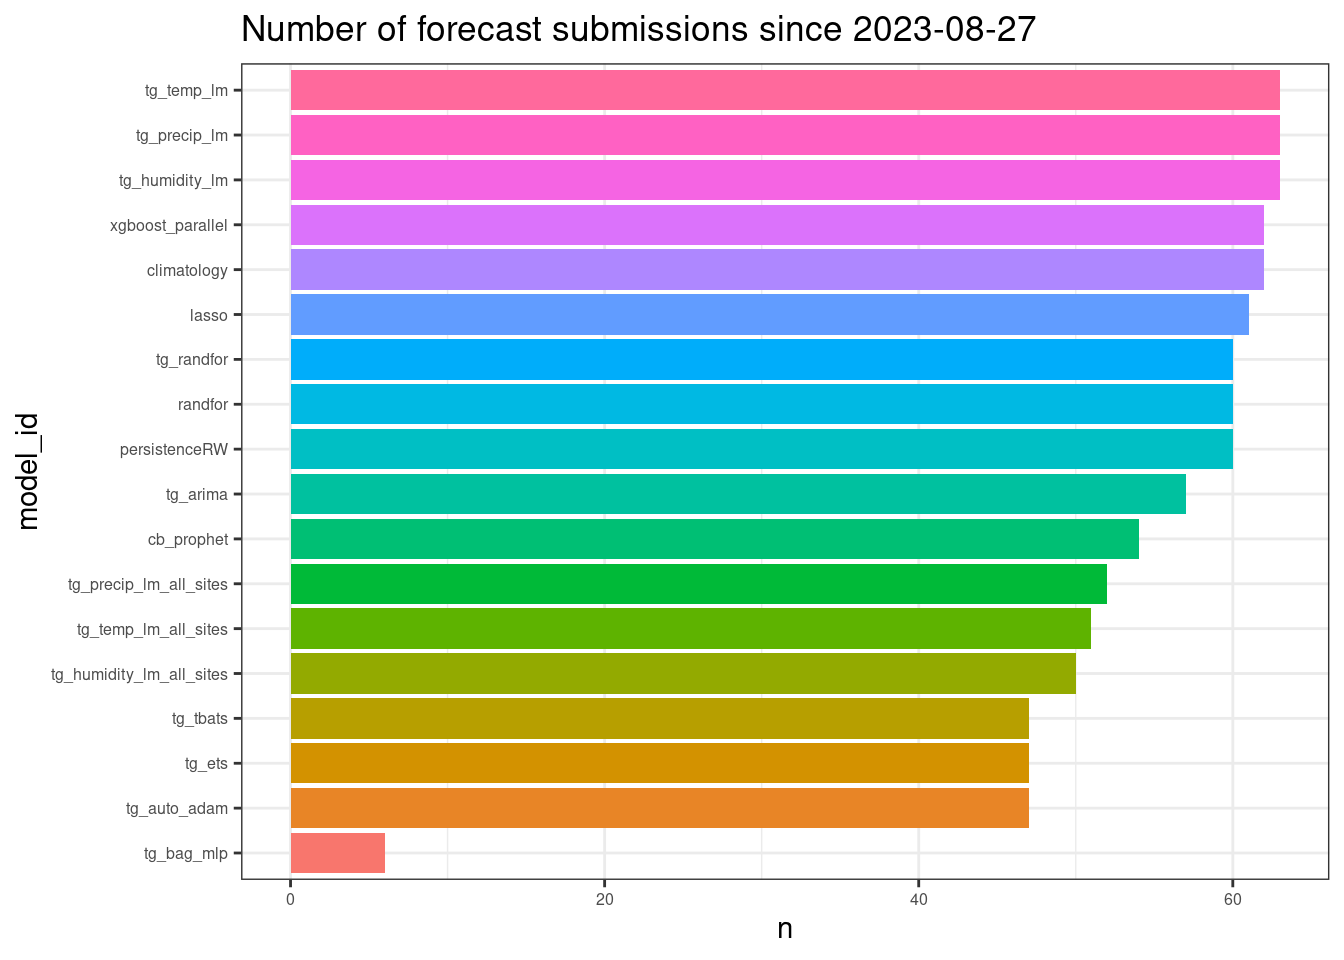 Number of forecast submissions since 2023-08-27
model_id
tg_temp_lm
tg_precip_lm
tg_humidity_lm
xgboost_parallel
climatology
lasso
tg_randfor
randfor
persistenceRW
tg_arima
cb_prophet
tg_precip_lm_all_sites
tg_temp_lm_all_sites
tg_humidity_lm_all_sites
tg_tbats
tg_ets
tg_auto_adam
tg_bag_mlp
0 20 40 60
n